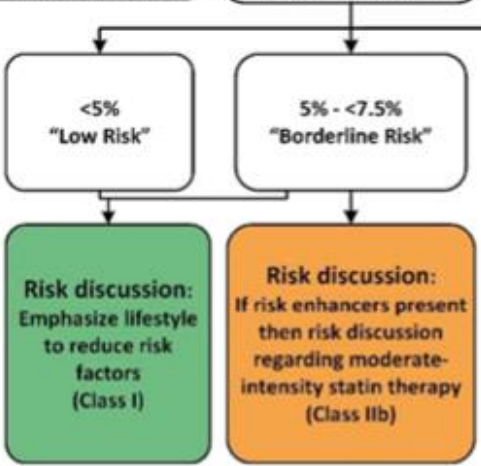 <5%
“Low Risk”
5% - <7.5%
“Borderline Risk”
Risk discussion:
Emphasize lifestyle
to reduce risk
factors
(Class I)
Risk discussion:
If risk enhancers present
then risk discussion
regarding moderate-
intensity statin therapy
(Class IIb)